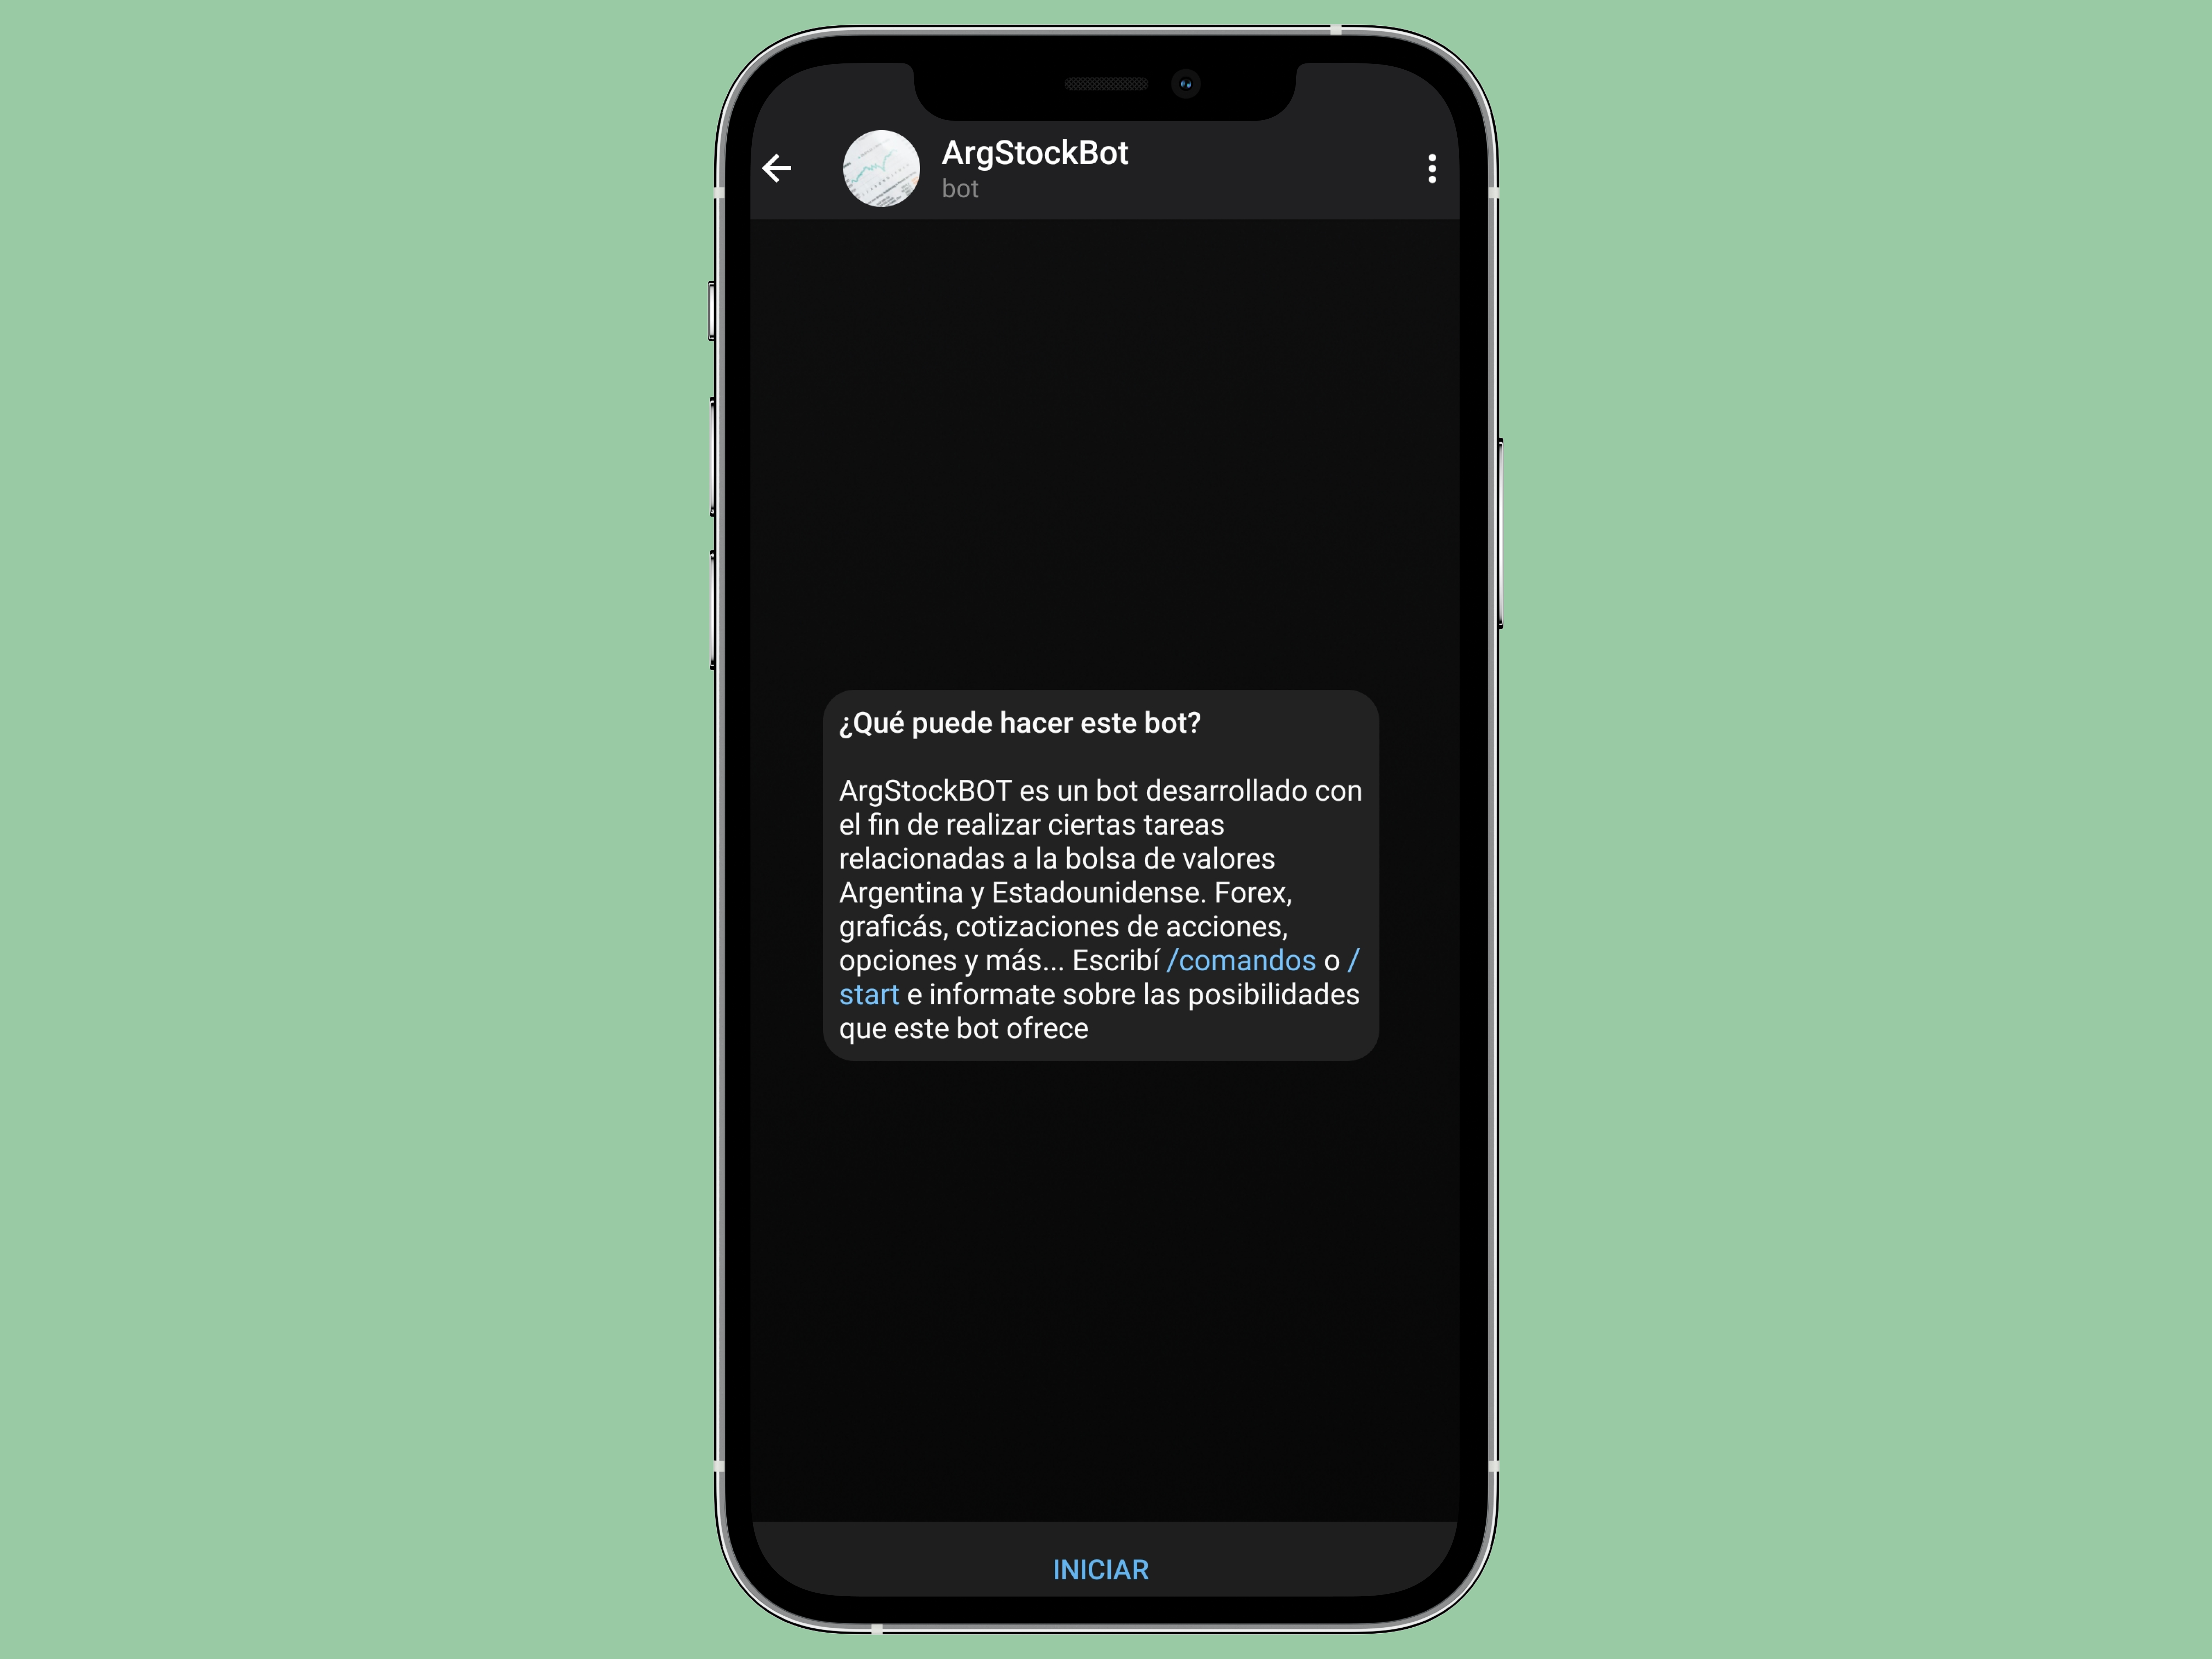 ArgStockBot
bot
¿Qué puede hacer este bot?
ArgStockBOT es un bot desarrollado con
el fin de realizar ciertas tareas
relacionadas a la bolsa de valores
Argentina y Estadounidense. Forex,
graficás, cotizaciones de acciones,
opciones y más... Escribí /comandos o /
start e informate sobre las posibilidades
que este bot ofrece
INICIAR